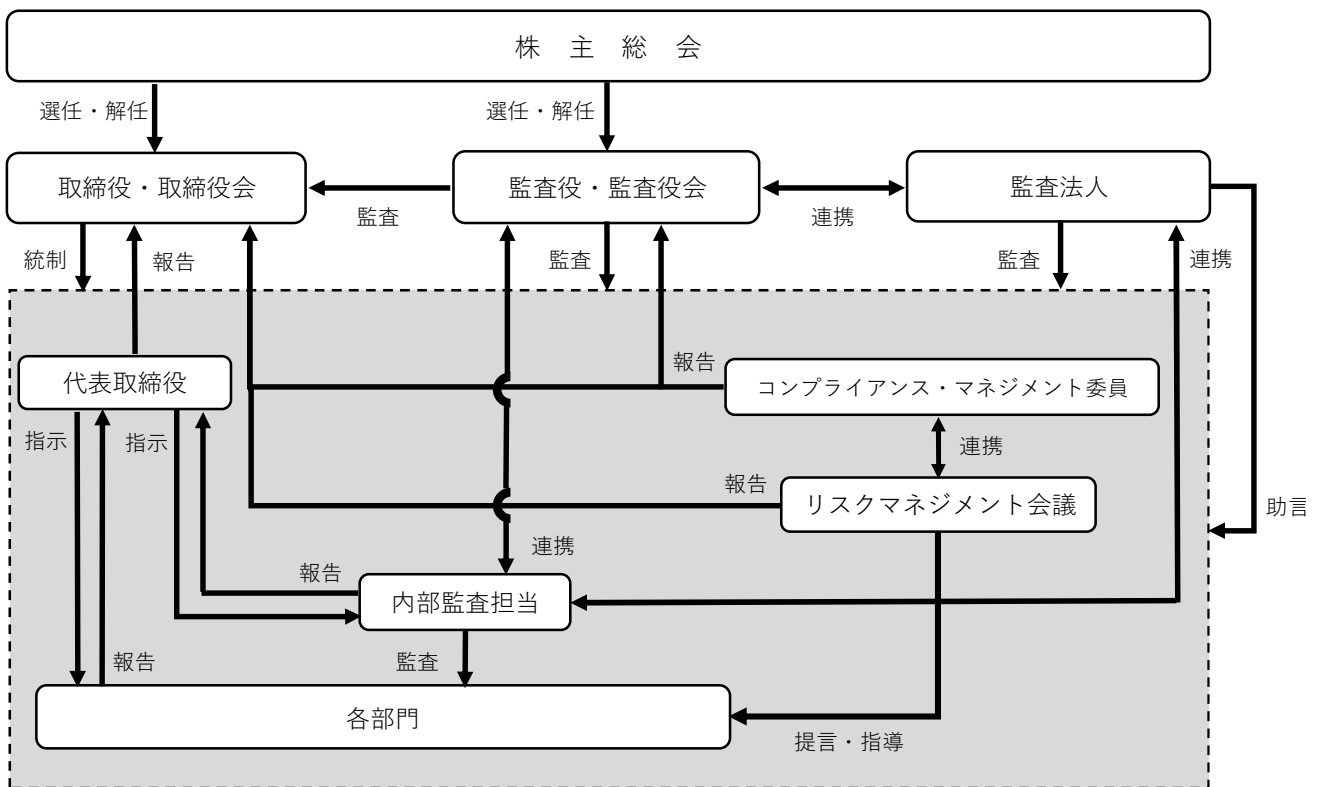 株 主 総 会
選任・解任
選任・解任
取締役・取締役会
監査役・監査役会
監査法人
監査
連携
統制
報告
監査
監査
連携
代表取締役
報告
コンプライアンス・マネジメント委員
指示
指示
連携
報告
リスクマネジメント会議
助言
連携
報告
内部監査担当
報告
監査
各部門
提言・指導